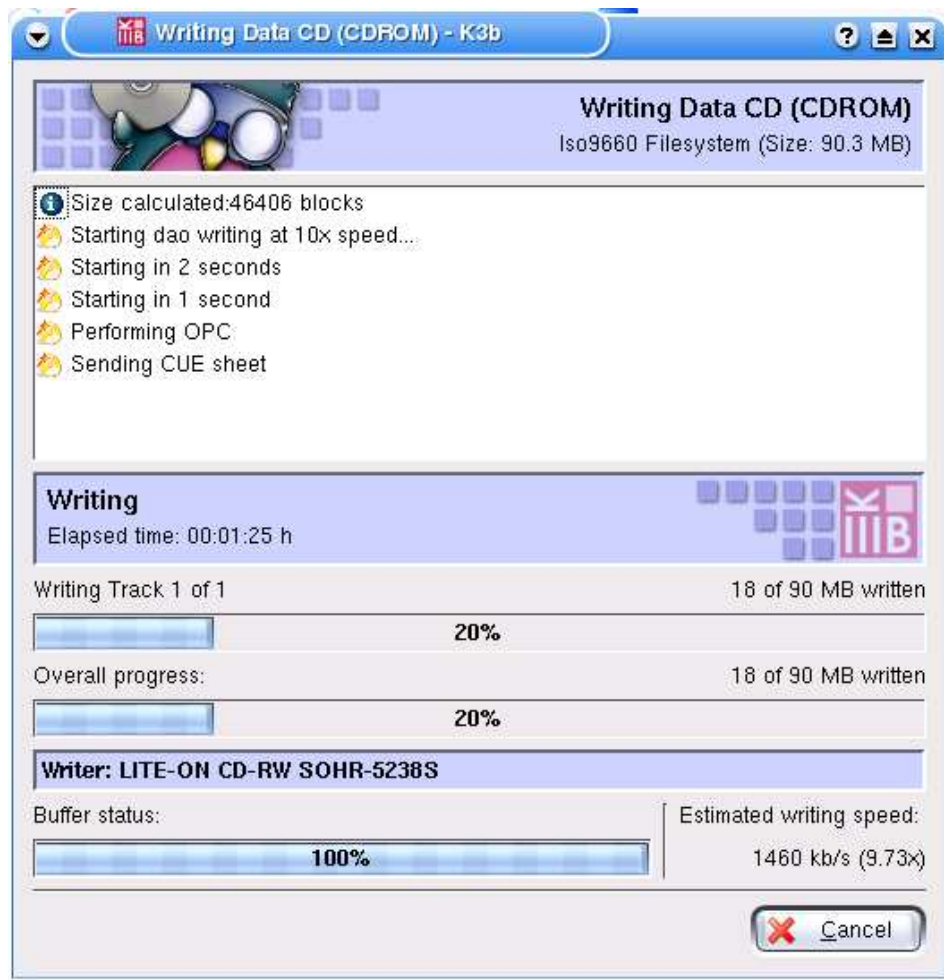 Writing Data CD (CDROM) - K3b
Writing Data CD (CDROM)
Iso9660 Filesystem (Size: 90.3 MB)
Size calculated:46406 blocks
Starting dao writing at 10x speed...
Starting in 2 seconds
Starting in 1 second
Performing OPC
Sending CUE sheet
Writing
Elapsed time: 00:01:25 h
KIIIB
Writing Track 1 of 1 18 of 90 MB written
20%
Overall progress: 18 of 90 MB written
20%
Writer: LITE-ON CD-RW SOHR-5238S
Buffer status: Estimated writing speed:
100% 1460 kb/s (9.73x)
Cancel